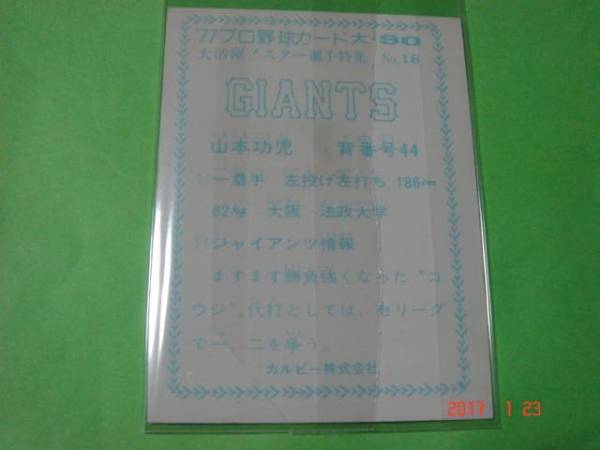 '77プロ野球カード大-80
大活躍!スター選手特集 No.18
GIANTS
山本功児 背番号44
一塁手 左投げ左打ち 186cm
82kg 大阪 法政大学
ジャイアンツ情報
ますます勝負強くなった“コ
ウジ”。代打としては、セリーグ
で一、二を争う。
カルビー株式会社
2017 1 23